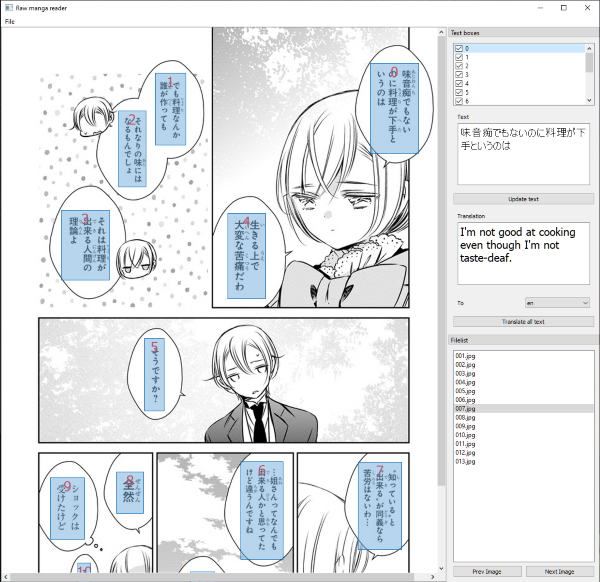 Raw manga reader
File
味音痴でもない
のに料理が下手と
いうのは
0
でも料理なんか
誰が作っても
1
それなりの味には
なるもんでしょ
2
それは料理が
出来る人間の
理論よ
3
生きる上で
大変な苦痛だわ
4
そうですか?
5
“知っている”と
“出来る”が同義なら
苦労はないわ…
7
…姐さんってなんでも
出来る人かと思ってた
けど違うんですね
6
全然
8
ショックは
受けたけど
9
Text boxes
0
1
2
3
4
5
6
Text
味音痴でもないのに料理が下
手というのは
Update text
Translation
I'm not good at cooking
even though I'm not
taste-deaf.
To
en
Translate all text
Filelist
001.jpg
002.jpg
003.jpg
004.jpg
005.jpg
006.jpg
007.jpg
008.jpg
009.jpg
010.jpg
011.jpg
012.jpg
013.jpg
Prev Image
Next Image